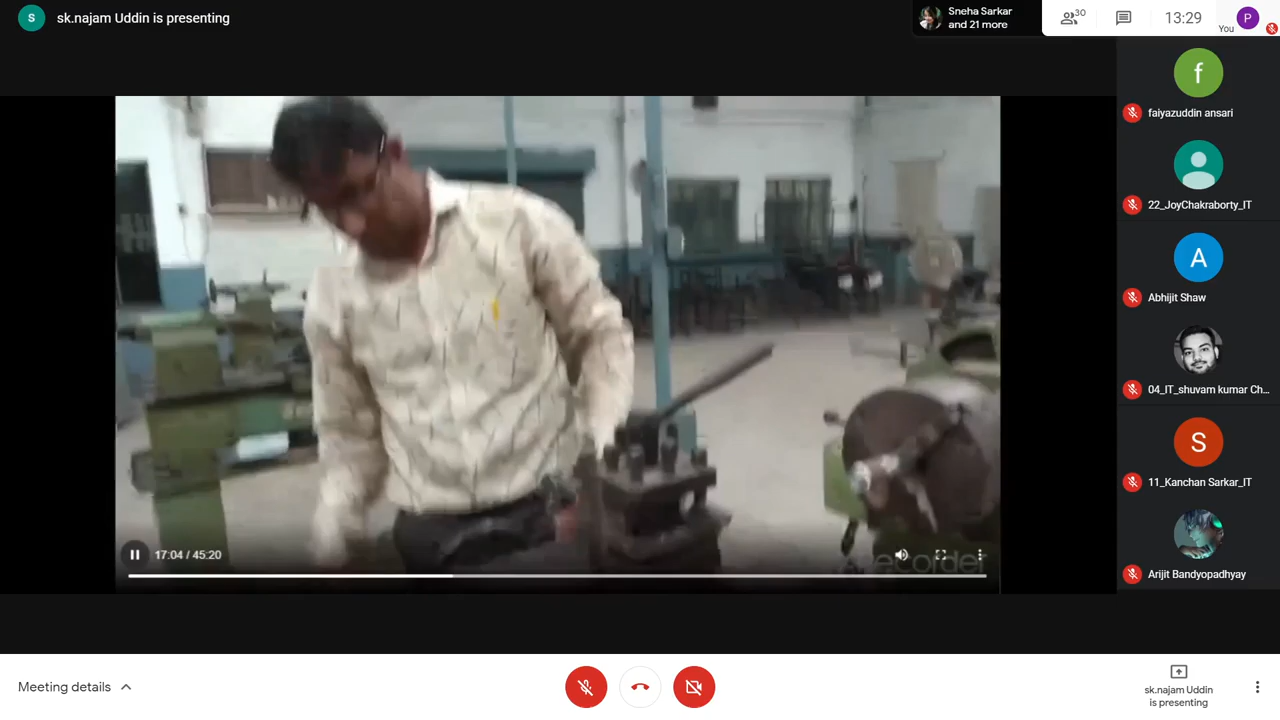 S
sk.najam Uddin is presenting
Sneha Sarkar
and 21 more
30
13:29
You
P
f
faiyazuddin ansari
22_JoyChakraborty_IT
A
Abhijit Shaw
04_IT_shuvam kumar Ch...
S
11_Kanchan Sarkar_IT
Arijit Bandyopadhyay
17:04 / 45:20
ecorder
Meeting details
sk.najam Uddin
is presenting